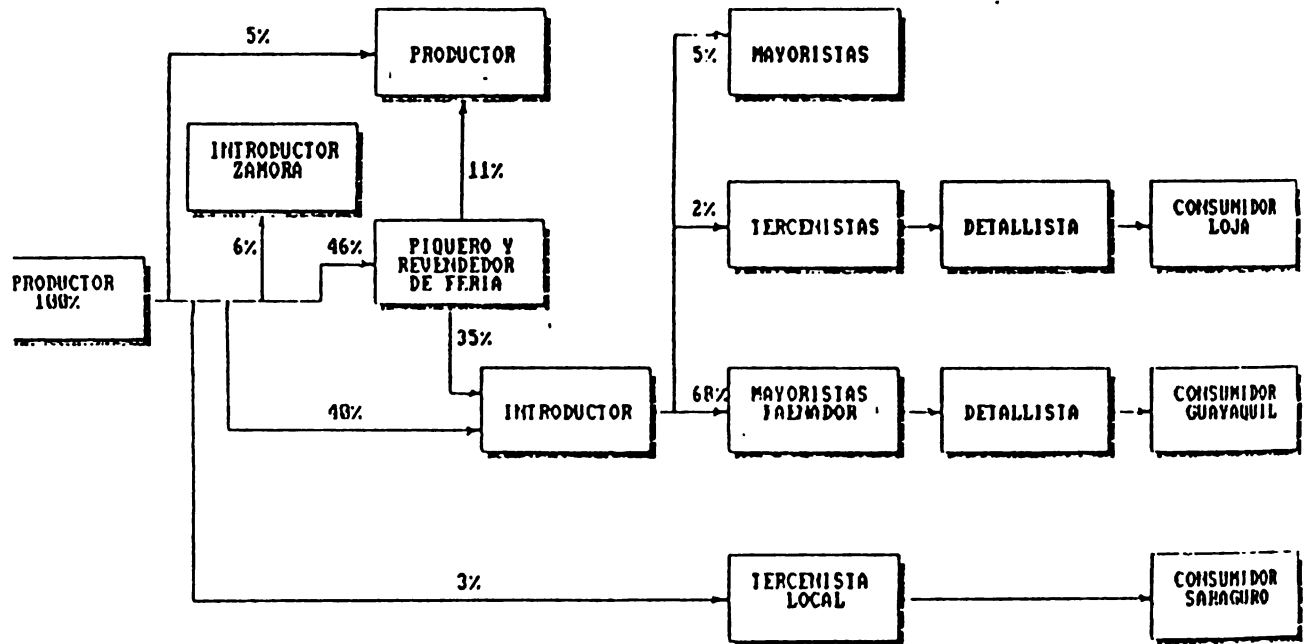 5%
PRODUCTOR
5%
MAYORISTAS
INTRODUCTOR
ZAMORA
11%
6%
46%
PIQUERO Y
REVENDEDOR
DE FERIA
2%
TERCENISTAS
DETALLISTA
CONSUMIDOR
LOJA
PRODUCTOR
100%
35%
40%
INTRODUCTOR
68%
MAYORISTAS
DETALLISTA
CONSUMIDOR
GUAYAQUIL
3%
TERCENISTA
LOCAL
CONSUMIDOR
SARAGURO